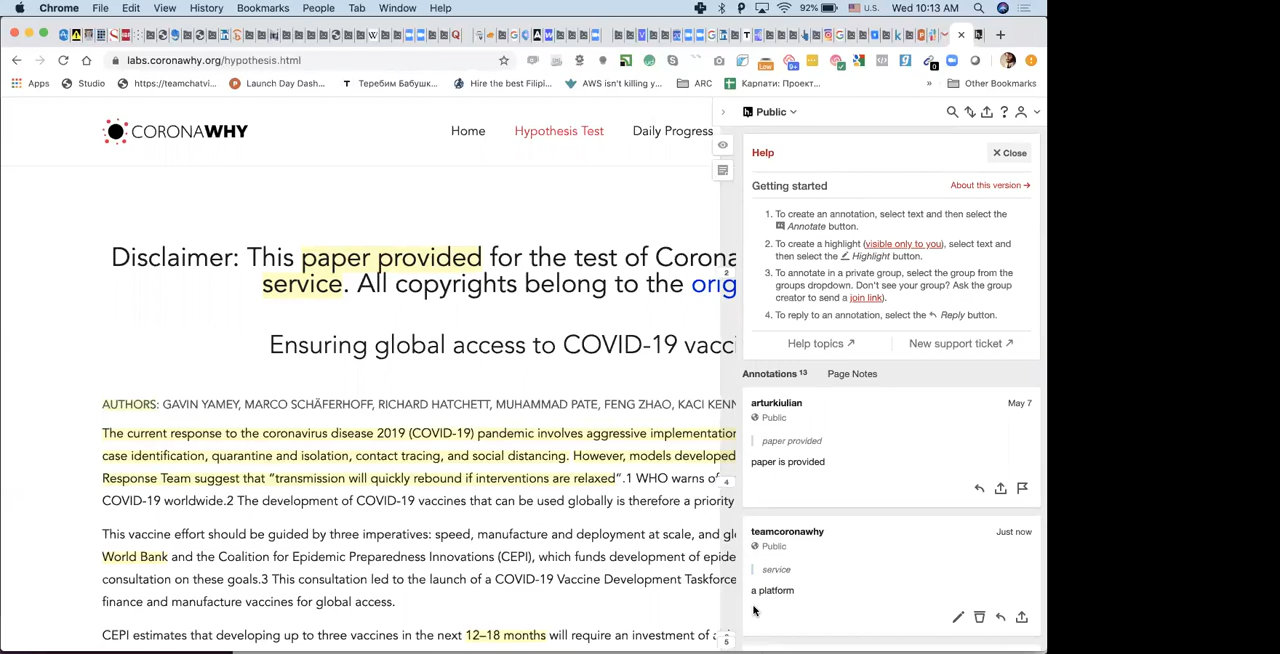 Chrome File Edit View History Bookmarks People Tab Window Help 92% U.S. Wed 10:13 AM
labs.coronawhy.org/hypothesis.html
Apps Studio https://teamchatvi... Launch Day Dash... Теребим Бабушк... Hire the best Filipi... AWS isn't killing y... ARC Карпати: Проект... » Other Bookmarks
CORONAWHY Home Hypothesis Test Daily Progress
Disclaimer: This paper provided for the test of Corona
service. All copyrights belong to the orig
Ensuring global access to COVID-19 vacci
AUTHORS: GAVIN YAMEY, MARCO SCHÄFERHOFF, RICHARD HATCHETT, MUHAMMAD PATE, FENG ZHAO, KACI KENN
The current response to the coronavirus disease 2019 (COVID-19) pandemic involves aggressive implementation
case identification, quarantine and isolation, contact tracing, and social distancing. However, models developed
Response Team suggest that “transmission will quickly rebound if interventions are relaxed”.1 WHO warns of
COVID-19 worldwide.2 The development of COVID-19 vaccines that can be used globally is therefore a priority
This vaccine effort should be guided by three imperatives: speed, manufacture and deployment at scale, and glo
World Bank and the Coalition for Epidemic Preparedness Innovations (CEPI), which funds development of epide
consultation on these goals.3 This consultation led to the launch of a COVID-19 Vaccine Development Taskforce
finance and manufacture vaccines for global access.
CEPI estimates that developing up to three vaccines in the next 12–18 months will require an investment of
2
4
5
Public
Help
Close
Getting started
About this version →
1. To create an annotation, select text and then select the
Annotate button.
2. To create a highlight (visible only to you), select text and
then select the Highlight button.
3. To annotate in a private group, select the group from the
groups dropdown. Don't see your group? Ask the group
creator to send a join link).
4. To reply to an annotation, select the Reply button.
Help topics
New support ticket
Annotations 13 Page Notes
arturkiulian May 7
Public
paper provided
paper is provided
teamcoronawhy Just now
Public
service
a platform